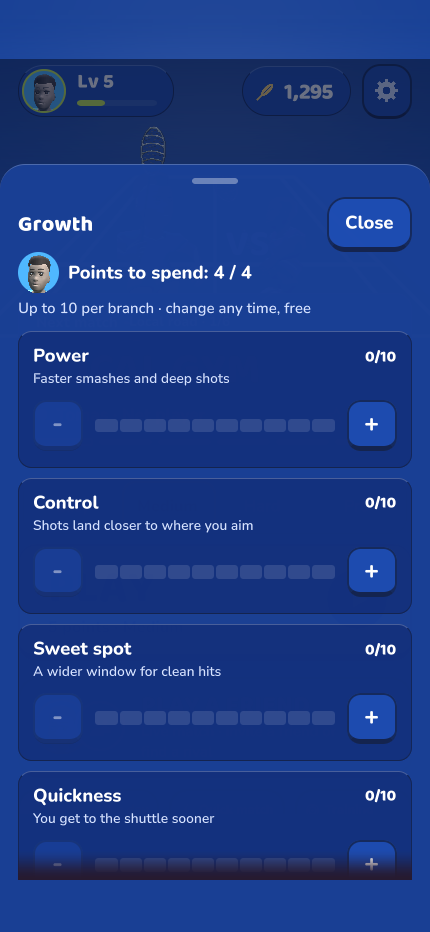 Lv 5
1,295
Growth
Close
Points to spend: 4 / 4
Up to 10 per branch · change any time, free
Power
0/10
Faster smashes and deep shots
-
+
Control
0/10
Shots land closer to where you aim
-
+
Sweet spot
0/10
A wider window for clean hits
-
+
Quickness
0/10
You get to the shuttle sooner
-
+